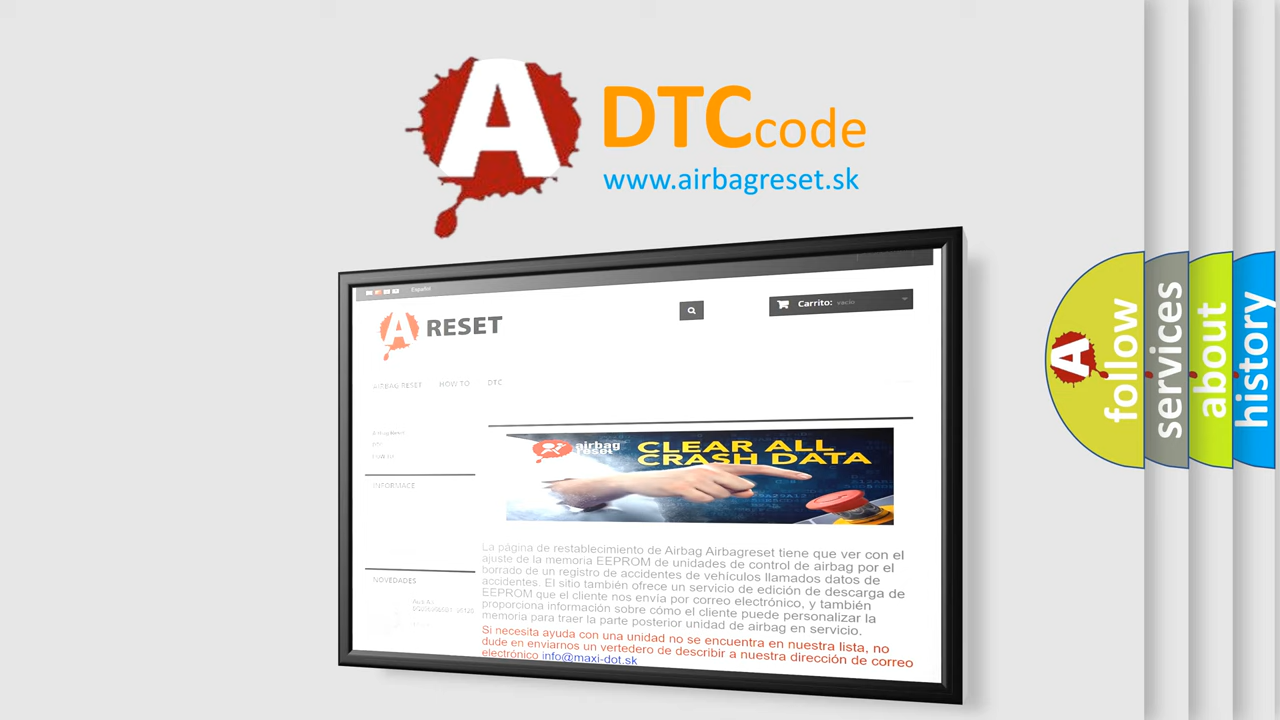 A DTCcode
www.airbagreset.sk
Español
A RESET
Carrito: vacío
AIRBAG RESET HOW TO DTC
INFORMACE
airbag
reset
CLEAR ALL
CRASH DATA
La página de restablecimiento de Airbag Airbagreset tiene que ver con el
ajuste de la memoria EEPROM de unidades de control de airbag por el
borrado de un registro de accidentes de vehículos llamados datos de
accidentes. El sitio también ofrece un servicio de edición de descarga de
EEPROM que el cliente nos envía por correo electrónico, y también
proporciona información sobre cómo el cliente puede personalizar la
memoria para traer la parte posterior unidad de airbag en servicio.
Si necesita ayuda con una unidad no se encuentra en nuestra lista, no
dude en enviarnos un vertedero de describir a nuestra dirección de correo
electrónico info@maxi-dot.sk
NOVEDADES
A follow
services
about
history